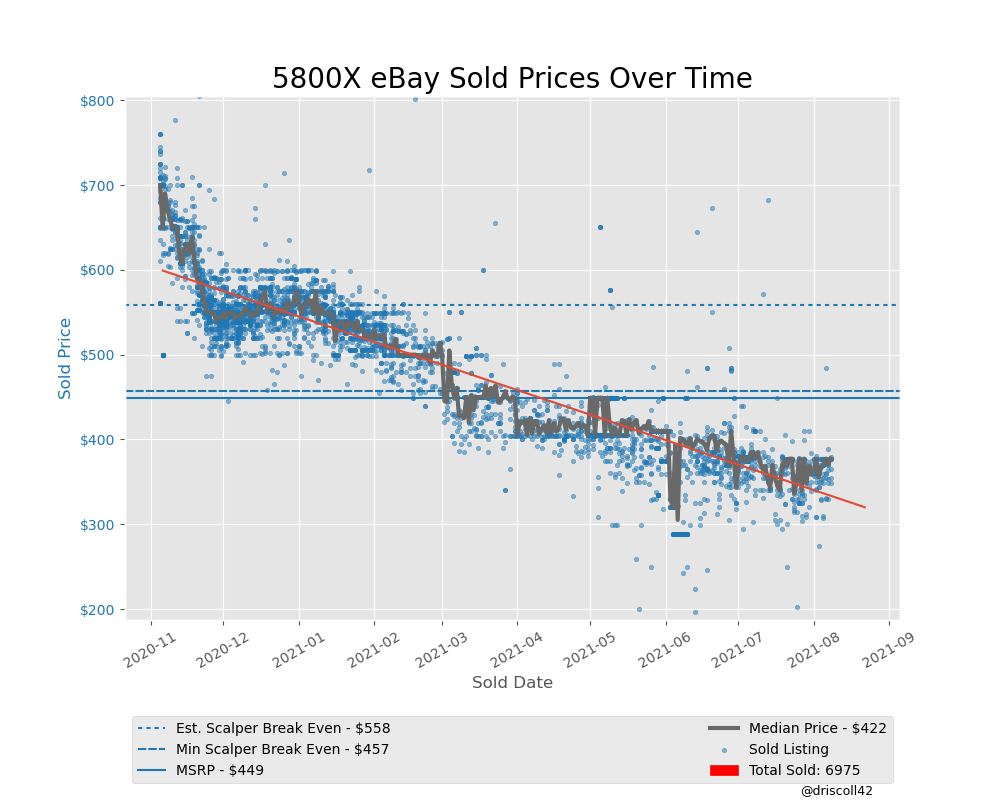 5800X eBay Sold Prices Over Time
$800
$700
$600
$500
$400
$300
$200
Sold Price
2020-11
2020-12
2021-01
2021-02
2021-03
2021-04
2021-05
2021-06
2021-07
2021-08
2021-09
Sold Date
Est. Scalper Break Even - $558
Min Scalper Break Even - $457
MSRP - $449
Median Price - $422
Sold Listing
Total Sold: 6975
@driscoll42